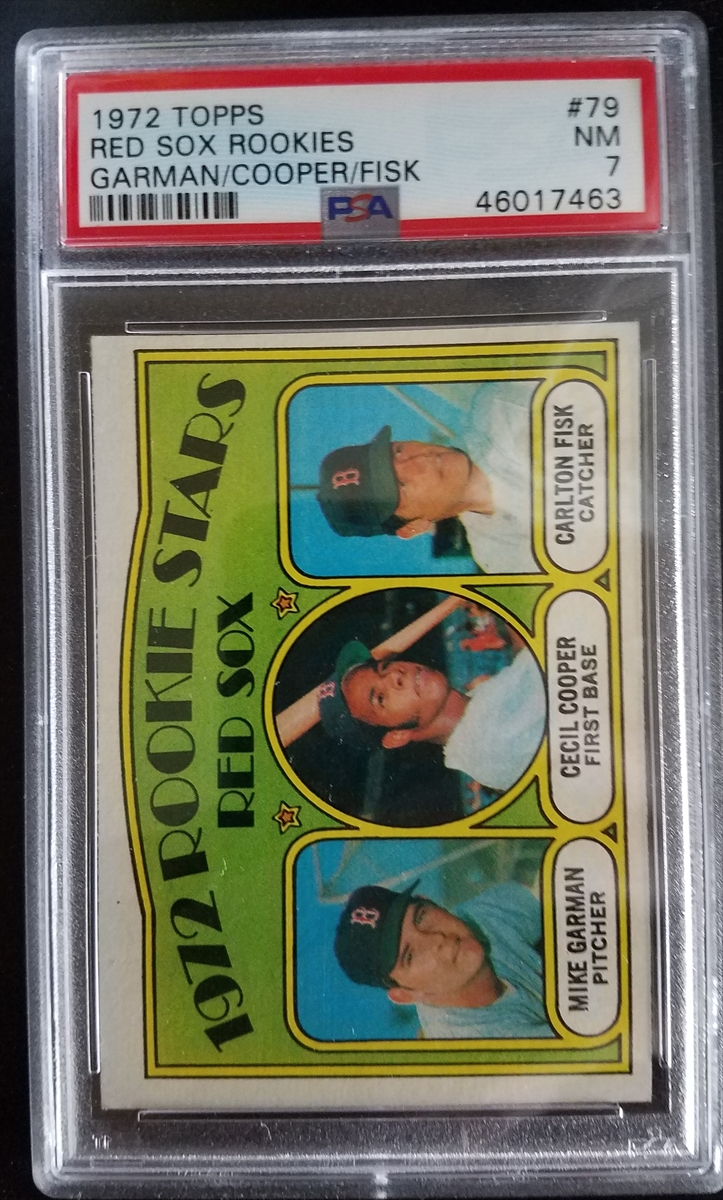 1972 TOPPS #79
RED SOX ROOKIES NM
GARMAN/COOPER/FISK 7
PSA 46017463
1972 ROOKIE STARS
RED SOX
MIKE GARMAN
PITCHER
CECIL COOPER
FIRST BASE
CARLTON FISK
CATCHER
B
B
B